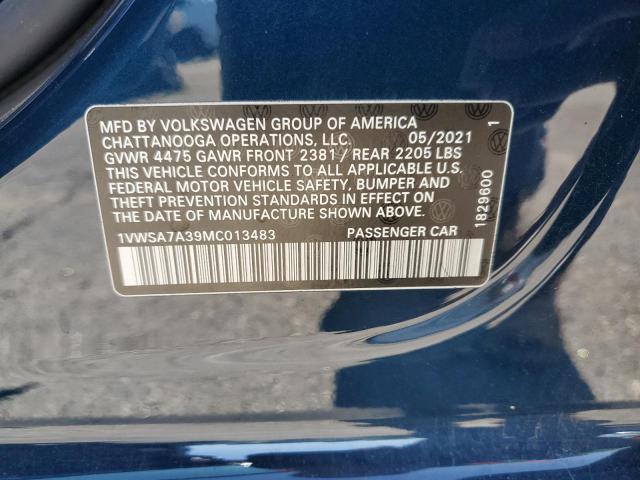 MFD BY VOLKSWAGEN GROUP OF AMERICA
CHATTANOOGA OPERATIONS, LLC. 05/2021
GVWR 4475 GAWR FRONT 2381/ REAR 2205 LBS
THIS VEHICLE CONFORMS TO ALL APPLICABLE U.S.
FEDERAL MOTOR VEHICLE SAFETY, BUMPER AND
THEFT PREVENTION STANDARDS IN EFFECT ON THE
DATE OF MANUFACTURE SHOWN ABOVE.
1VWSA7A39MC013483 PASSENGER CAR
1829600 1